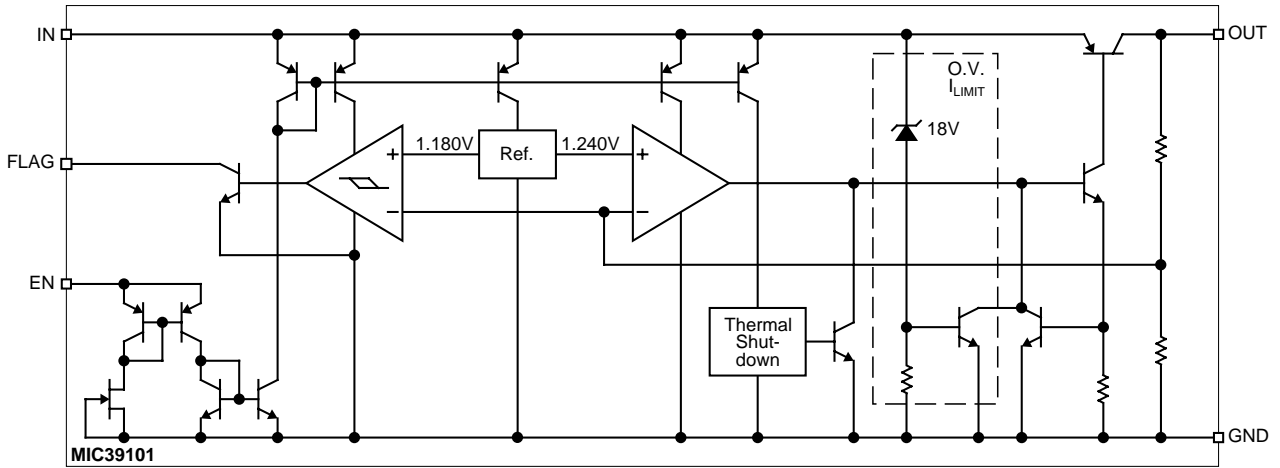 IN
OUT
O.V.
ILIMIT
18V
1.180V
Ref.
1.240V
FLAG
EN
Thermal
Shut-
down
GND
MIC39101